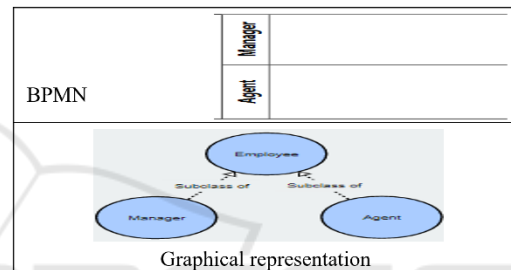 Manager
BPMN
Agent
Employee
Subclass of
Subclass of
Manager
Agent
Graphical representation